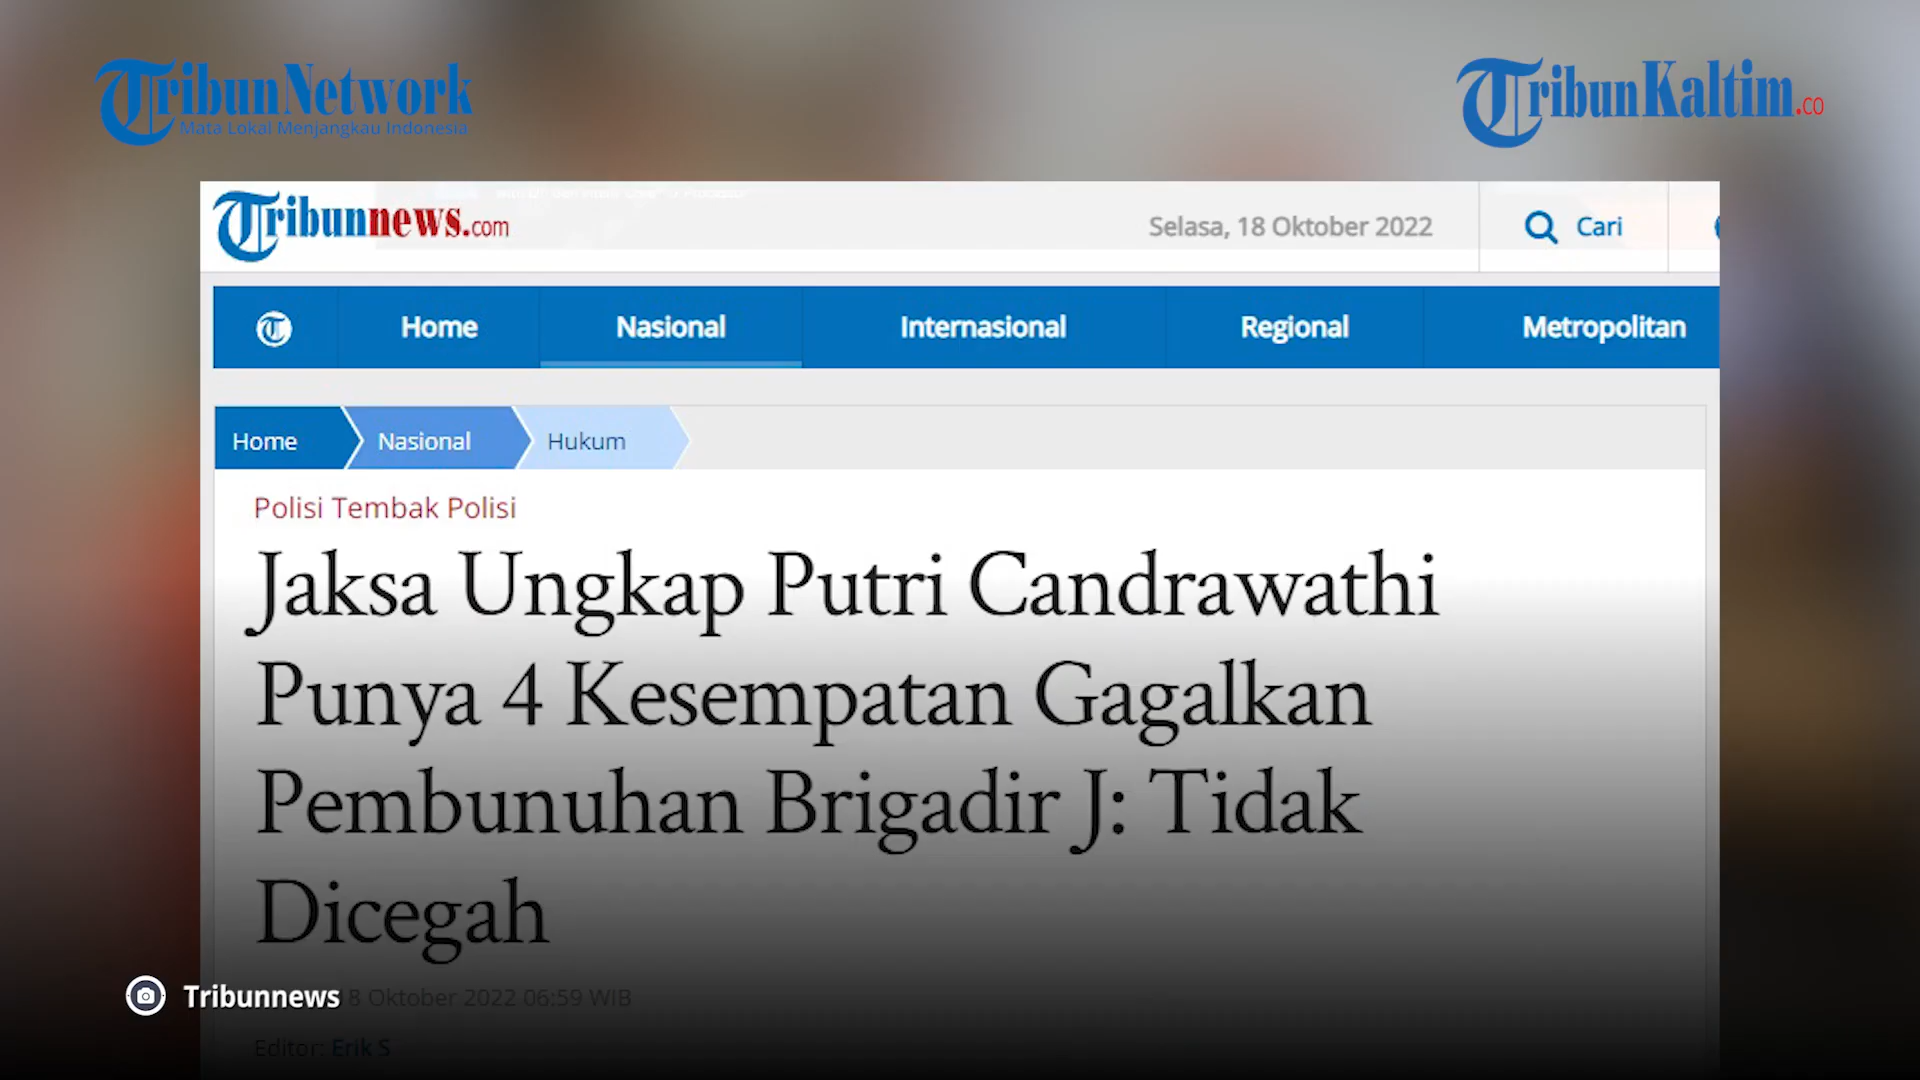 TribunNetwork
Mata Lokal Menjangkau Indonesia
TribunKaltim.co
Tribunnews.com
Selasa, 18 Oktober 2022
Cari
Home
Nasional
Internasional
Regional
Metropolitan
Home
Nasional
Hukum
Polisi Tembak Polisi
Jaksa Ungkap Putri Candrawathi
Punya 4 Kesempatan Gagalkan
Pembunuhan Brigadir J: Tidak
Dicegah
Tribunnews
8 Oktober 2022 06:59 WIB
Editor: Erik S